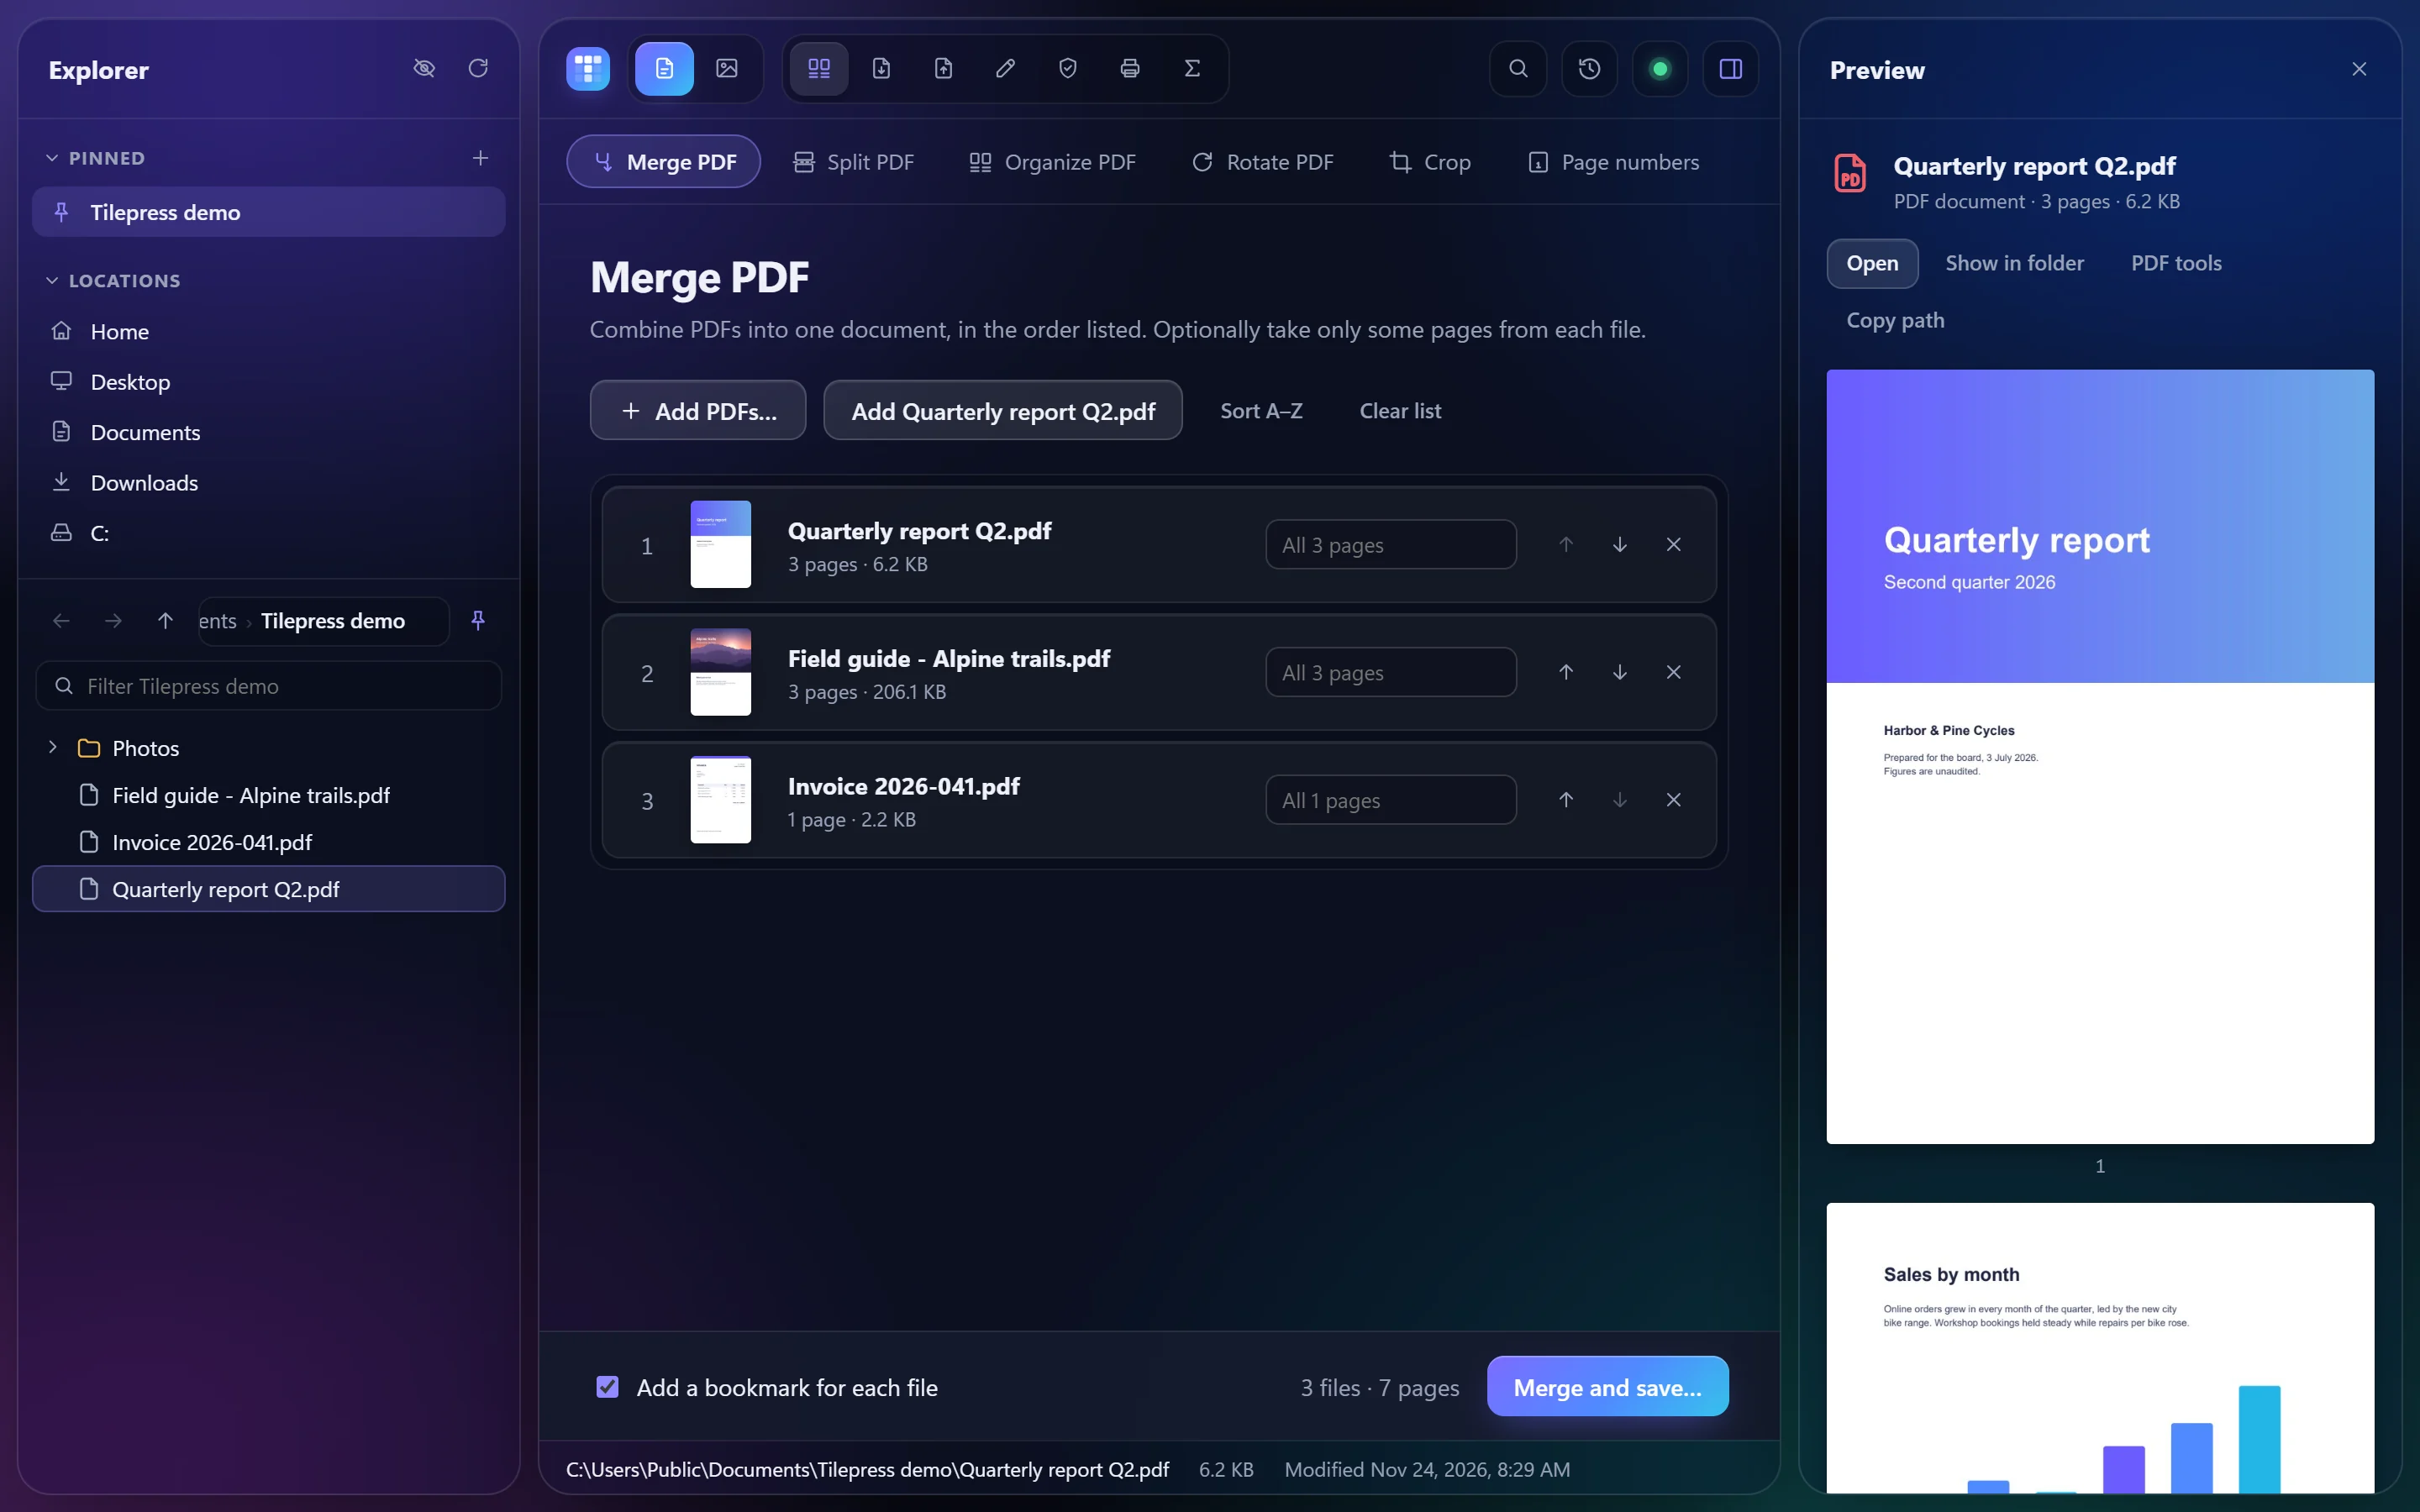 Explorer
PINNED
Tilepress demo
LOCATIONS
Home
Desktop
Documents
Downloads
C:
ents › Tilepress demo
Filter Tilepress demo
Photos
Field guide - Alpine trails.pdf
Invoice 2026-041.pdf
Quarterly report Q2.pdf
Merge PDF
Split PDF
Organize PDF
Rotate PDF
Crop
Page numbers
Merge PDF
Combine PDFs into one document, in the order listed. Optionally take only some pages from each file.
Add PDFs...
Add Quarterly report Q2.pdf
Sort A–Z
Clear list
1
Quarterly report Q2.pdf
3 pages · 6.2 KB
All 3 pages
2
Field guide - Alpine trails.pdf
3 pages · 206.1 KB
All 3 pages
3
Invoice 2026-041.pdf
1 page · 2.2 KB
All 1 pages
Add a bookmark for each file
3 files · 7 pages
Merge and save...
C:\Users\Public\Documents\Tilepress demo\Quarterly report Q2.pdf
6.2 KB
Modified Nov 24, 2026, 8:29 AM
Preview
PD
Quarterly report Q2.pdf
PDF document · 3 pages · 6.2 KB
Open
Show in folder
PDF tools
Copy path
Quarterly report
Second quarter 2026
Harbor & Pine Cycles
Prepared for the board, 3 July 2026.
Figures are unaudited.
1
Sales by month
Online orders grew in every month of the quarter, led by the new city
bike range. Workshop bookings held steady while repairs per bike rose.